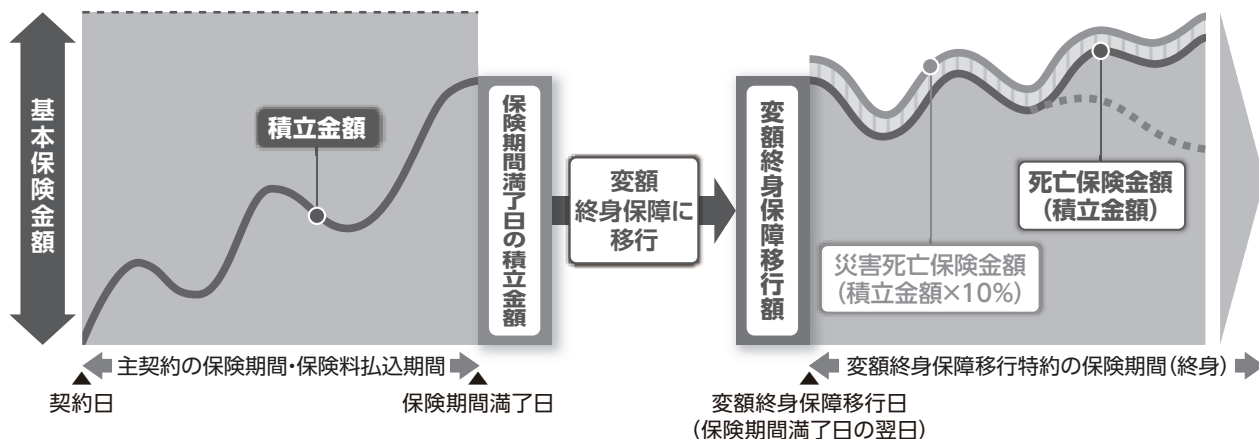 基本保険金額
積立金額
保険期間満了日の積立金額
変額
終身保障に
移行
変額終身保障移行額
死亡保険金額
(積立金額)
災害死亡保険金額
(積立金額×10%)
主契約の保険期間・保険料払込期間
変額終身保障移行特約の保険期間(終身)
契約日
保険期間満了日
変額終身保障移行日
(保険期間満了日の翌日)